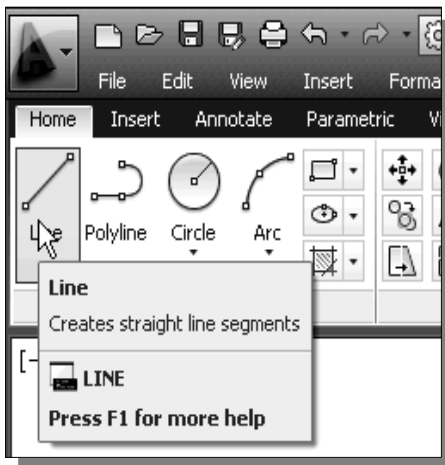 File Edit View Insert Forma
Home Insert Annotate Parametric Vi
Line Polyline Circle Arc
Line
Creates straight line segments
[-
LINE
Press F1 for more help